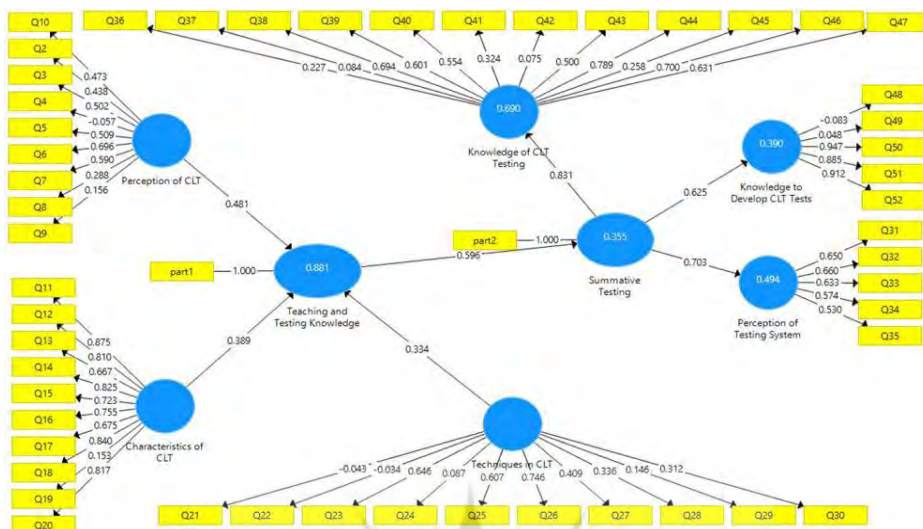 Q10
Q36 Q37 Q38 Q39 Q40 Q41 Q42 Q43 Q44 Q45 Q46 Q47
Q2
Q3
Q4
Q5
Q6
Q7
Q8
Q9
0.473
0.438
0.502
-0.057
0.509
0.696
0.590
0.288
0.156
Perception of CLT
0.227 0.084 0.694 0.601 0.554 0.324 0.075 0.500 0.789 0.258 0.700 0.631
0.690
Knowledge of CLT
Testing
0.831
0.390
Knowledge to
Develop CLT Tests
-0.083
0.048
0.947
0.885
0.912
Q48
Q49
Q50
Q51
Q52
0.625
0.481
part1
1.000
0.881
Teaching and
Testing Knowledge
0.596
part2
1.000
0.355
Summative
Testing
0.703
0.494
Perception of
Testing System
0.650
0.660
0.633
0.574
0.530
Q31
Q32
Q33
Q34
Q35
0.389
0.334
Q11
Q12
Q13
Q14
Q15
Q16
Q17
Q18
Q19
Q20
0.875
0.810
0.667
0.825
0.723
0.755
0.675
0.840
0.153
0.817
Characteristics of
CLT
Techniques in CLT
-0.043 -0.034 0.646 0.087 0.607 0.746 0.409 0.336 0.146 0.312
Q21 Q22 Q23 Q24 Q25 Q26 Q27 Q28 Q29 Q30